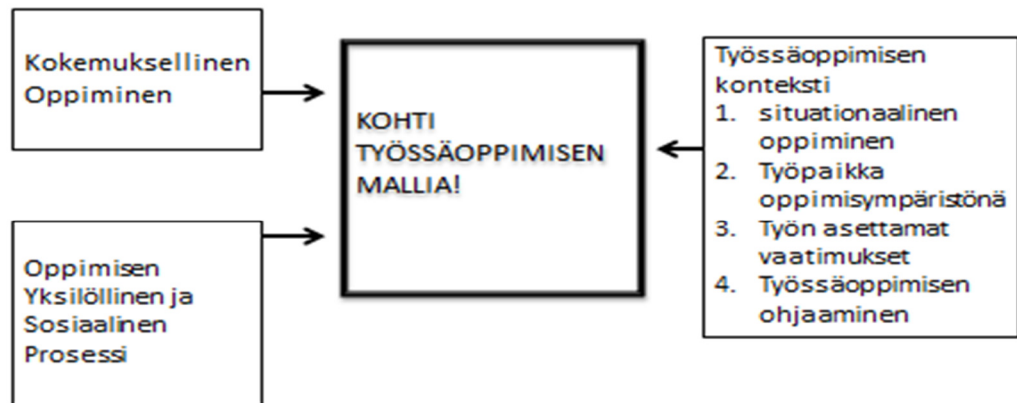 Kokemuksellinen
Oppiminen
Oppimisen
Yksilöllinen ja
Sosiaalinen
Prosessi
KOHTI
TYÖSSÄOPPIMISEN
MALLIA!
Työssäoppimisen
konteksti
1. situationaalinen
oppiminen
2. Työpaikka
oppimisympäristönä
3. Työn asettamat
vaatimukset
4. Työssäoppimisen
ohjaaminen